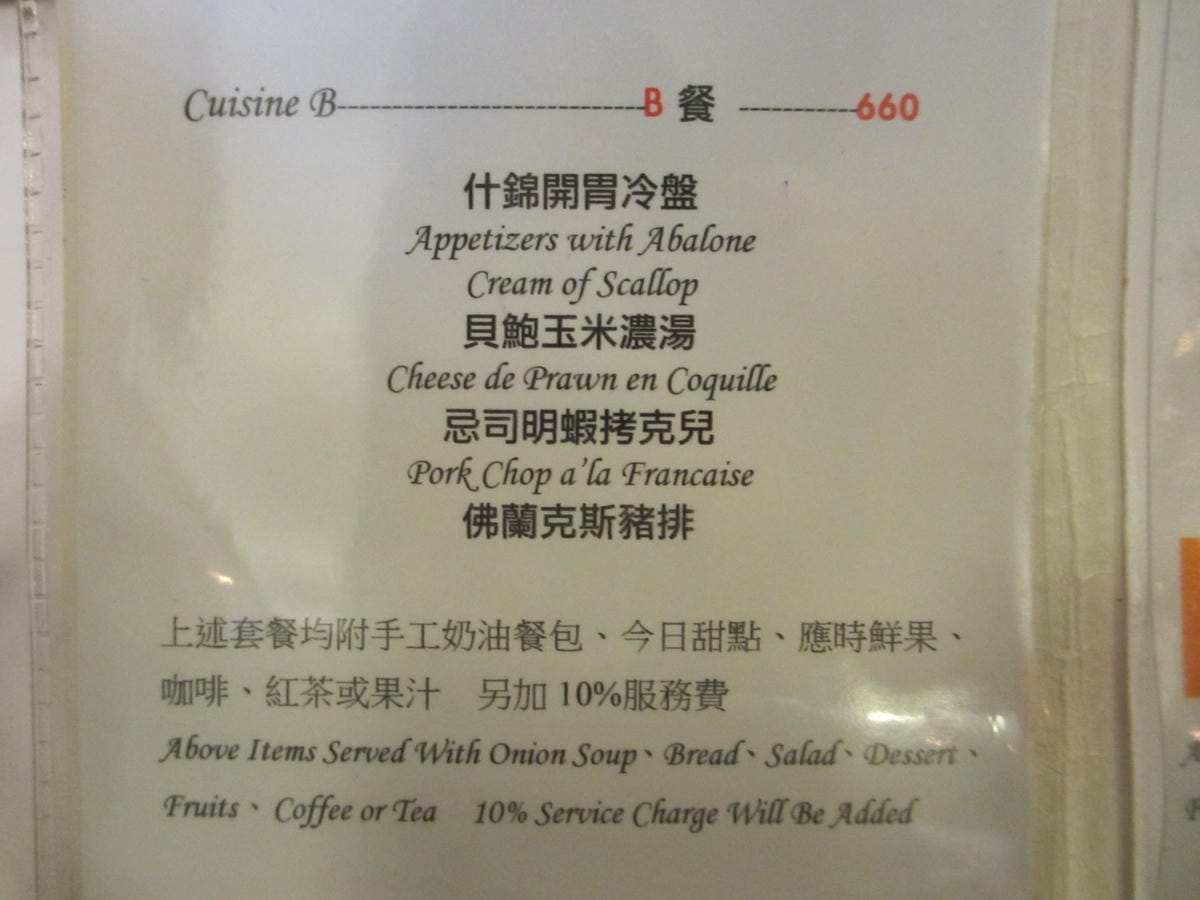 Cuisine B-----------------------------B 餐 -----------660
什錦開胃冷盤
Appetizers with Abalone
Cream of Scallop
貝鮑玉米濃湯
Cheese de Prawn en Coquille
忌司明蝦拷克兒
Pork Chop a'la Francaise
佛蘭克斯豬排
上述套餐均附手工奶油餐包、今日甜點、應時鮮果、
咖啡、紅茶或果汁 另加 10%服務費
Above Items Served With Onion Soup、Bread、Salad、Dessert、
Fruits、Coffee or Tea 10% Service Charge Will Be Added